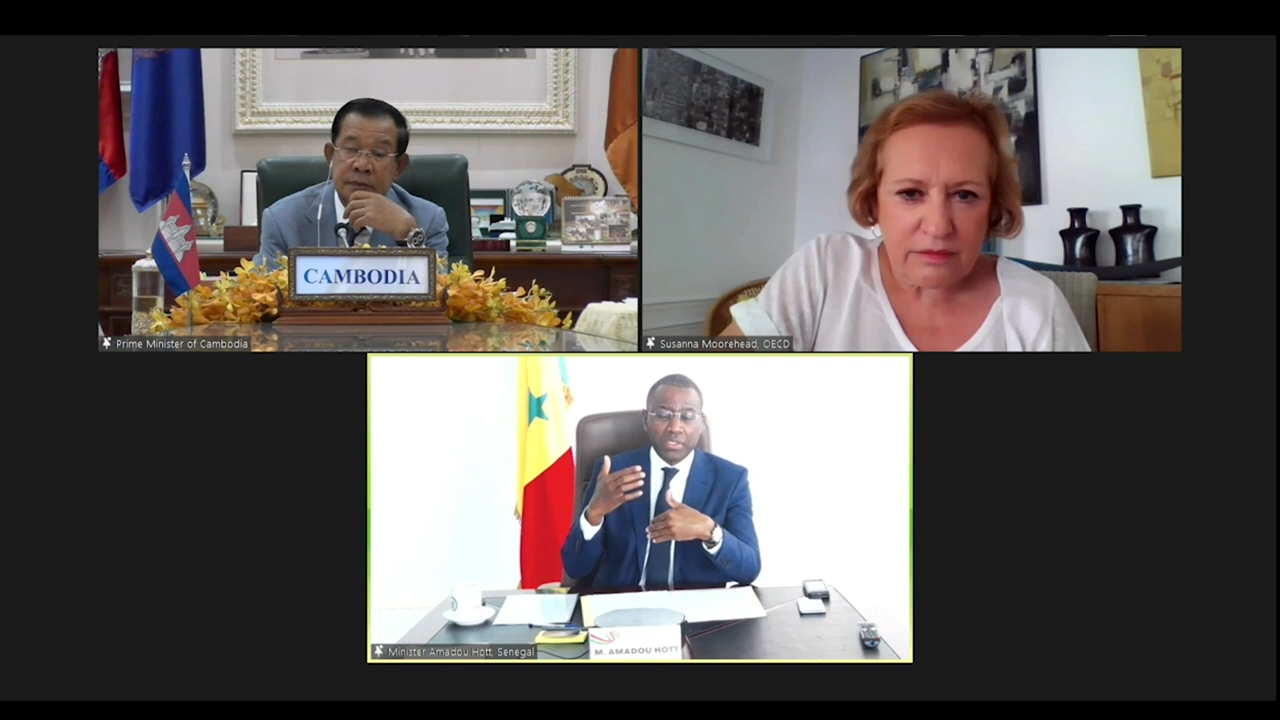 CAMBODIA
Prime Minister of Cambodia
Susanna Moorehead, OECD
Minister Amadou Hott, Senegal
M. AMADOU HOTT